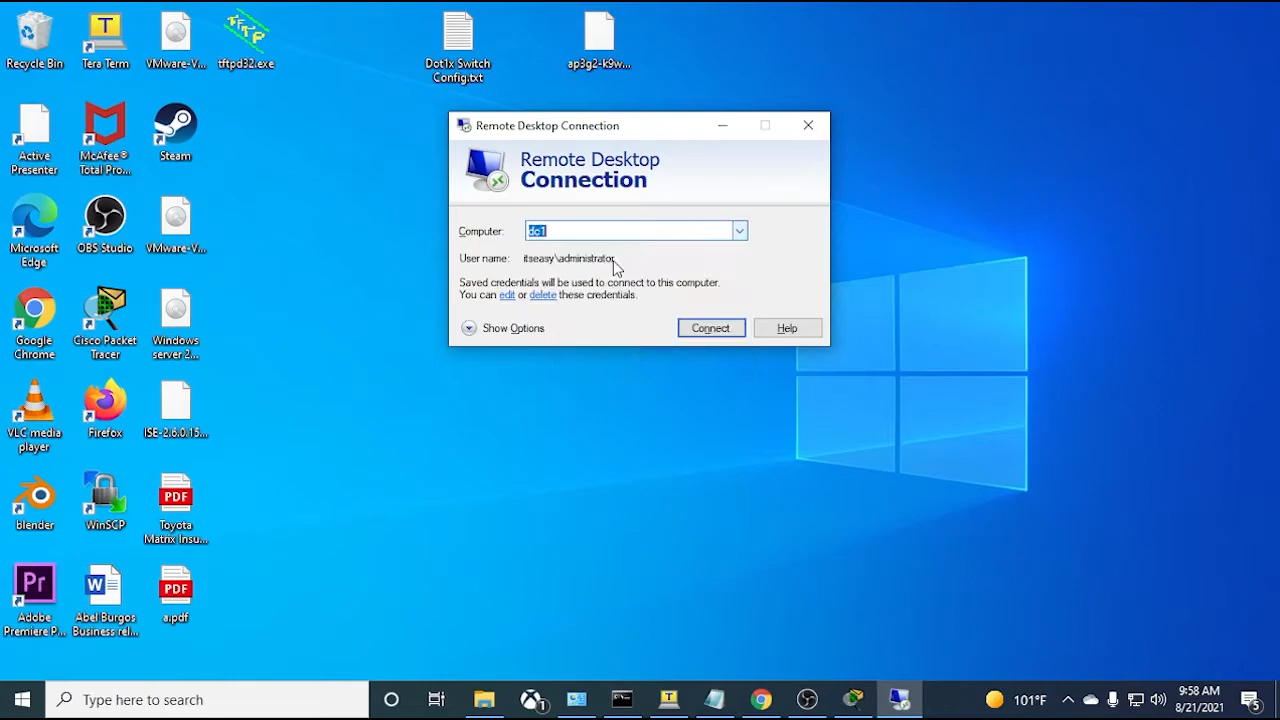 Recycle Bin
Tera Term
VMware-V...
tftpd32.exe
Dot1x Switch
Config.txt
ap3g2-k9w...
Active
Presenter
McAfee®
Total Pro...
Steam
Microsoft
Edge
OBS Studio
VMware-V...
Google
Chrome
Cisco Packet
Tracer
Windows
server 2...
VLC media
player
Firefox
ISE-2.6.0.15...
blender
WinSCP
PDF
Toyota
Matrix Insu...
Pr
Adobe
Premiere P...
Abel Burgos
Business rel...
PDF
a.pdf
Remote Desktop Connection
Remote Desktop
Connection
Computer:
dc1
User name:
itseasy\administrator
Saved credentials will be used to connect to this computer.
You can edit or delete these credentials.
Show Options
Connect
Help
Type here to search
1
101°F
9:58 AM
8/21/2021
5